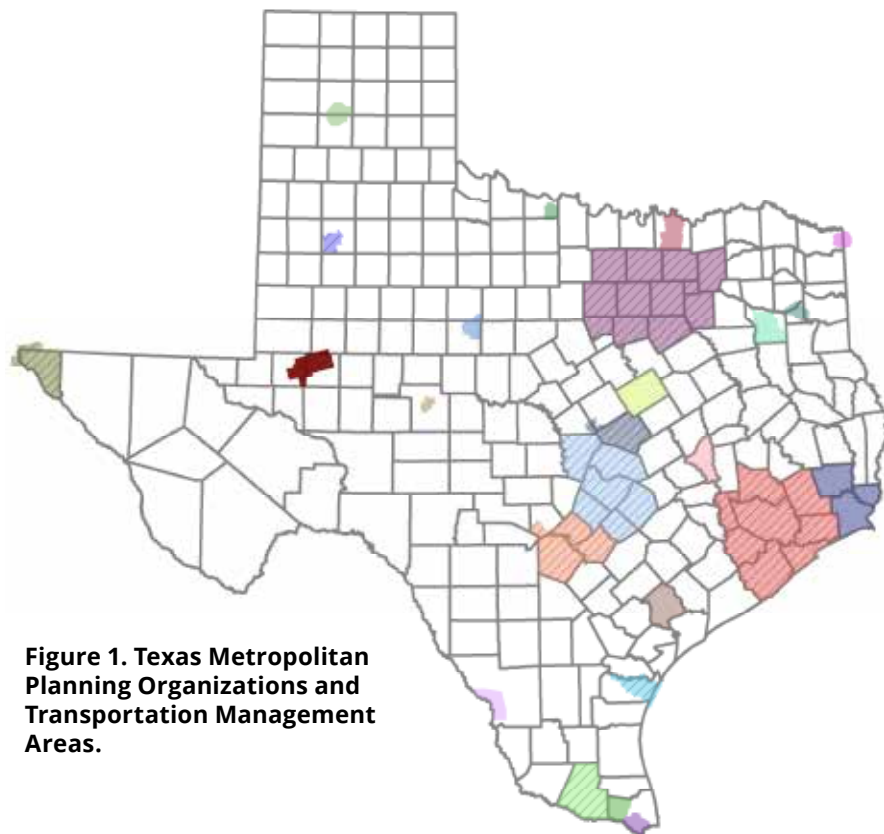 Figure 1. Texas Metropolitan
Planning Organizations and
Transportation Management
Areas.